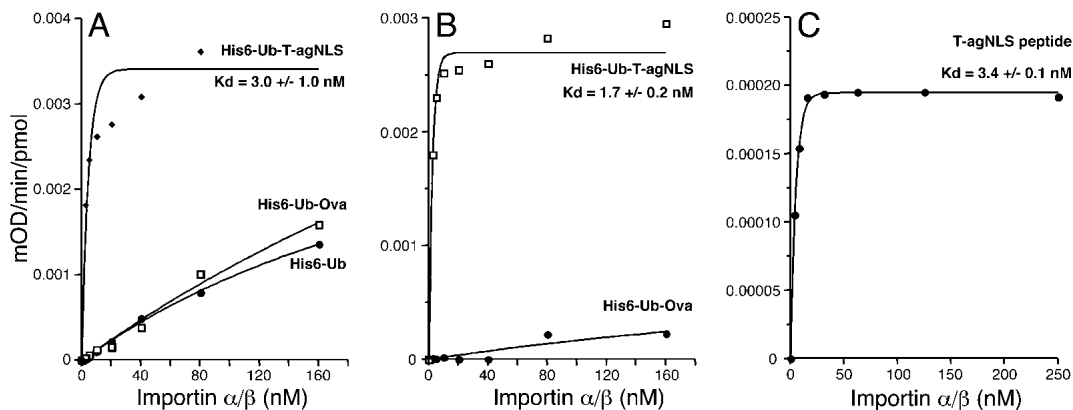 A
0.004
0.003
0.002
0.001
0
mOD/min/pmol
His6-Ub-T-agNLS
Kd = 3.0 +/- 1.0 nM
His6-Ub-Ova
His6-Ub
0 40 80 120 160
Importin α/β (nM)
B
0.003
0.002
0.001
0
His6-Ub-T-agNLS
Kd = 1.7 +/- 0.2 nM
His6-Ub-Ova
0 40 80 120 160
Importin α/β (nM)
C
0.00025
0.00020
0.00015
0.00010
0.00005
0
T-agNLS peptide
Kd = 3.4 +/- 0.1 nM
0 50 100 150 200 250
Importin α/β (nM)